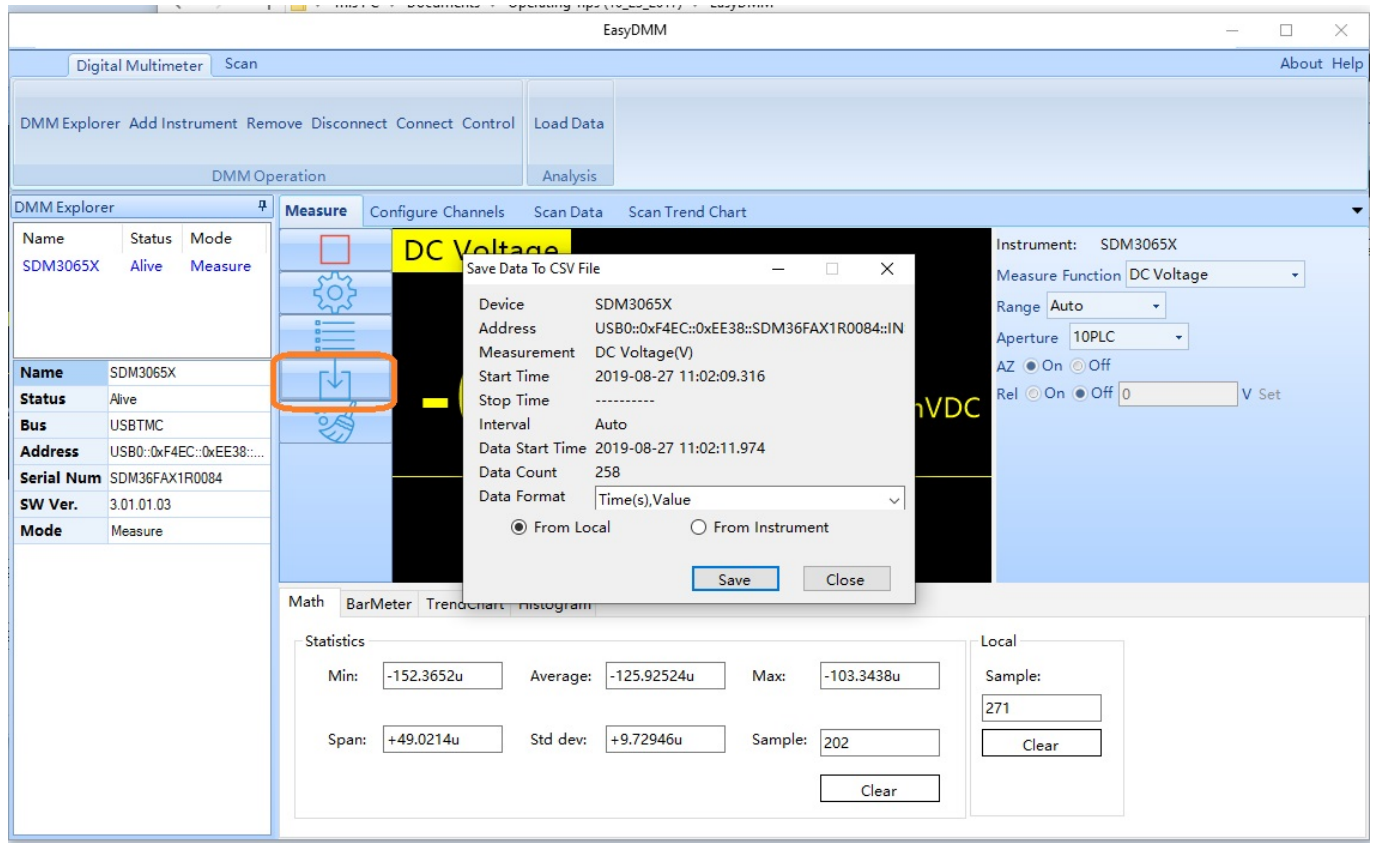 EasyDMM
Digital Multimeter Scan About Help
DMM Explorer Add Instrument Remove Disconnect Connect Control Load Data
DMM Operation Analysis
DMM Explorer
Name Status Mode
SDM3065X Alive Measure
Name SDM3065X
Status Alive
Bus USBTMC
Address USB0::0xF4EC::0xEE38::...
Serial Num SDM36FAX1R0084
SW Ver. 3.01.01.03
Mode Measure
Measure Configure Channels Scan Data Scan Trend Chart
DC Voltage
VDC
Save Data To CSV File
Device SDM3065X
Address USB0::0xF4EC::0xEE38::SDM36FAX1R0084::IN
Measurement DC Voltage(V)
Start Time 2019-08-27 11:02:09.316
Stop Time ----------
Interval Auto
Data Start Time 2019-08-27 11:02:11.974
Data Count 258
Data Format Time(s),Value
From Local From Instrument
Save Close
Instrument: SDM3065X
Measure Function DC Voltage
Range Auto
Aperture 10PLC
AZ On Off
Rel On Off 0 V Set
Math BarMeter TrendChart Histogram
Statistics
Min: -152.3652u Average: -125.92524u Max: -103.3438u
Span: +49.0214u Std dev: +9.72946u Sample: 202
Clear
Local
Sample:
271
Clear